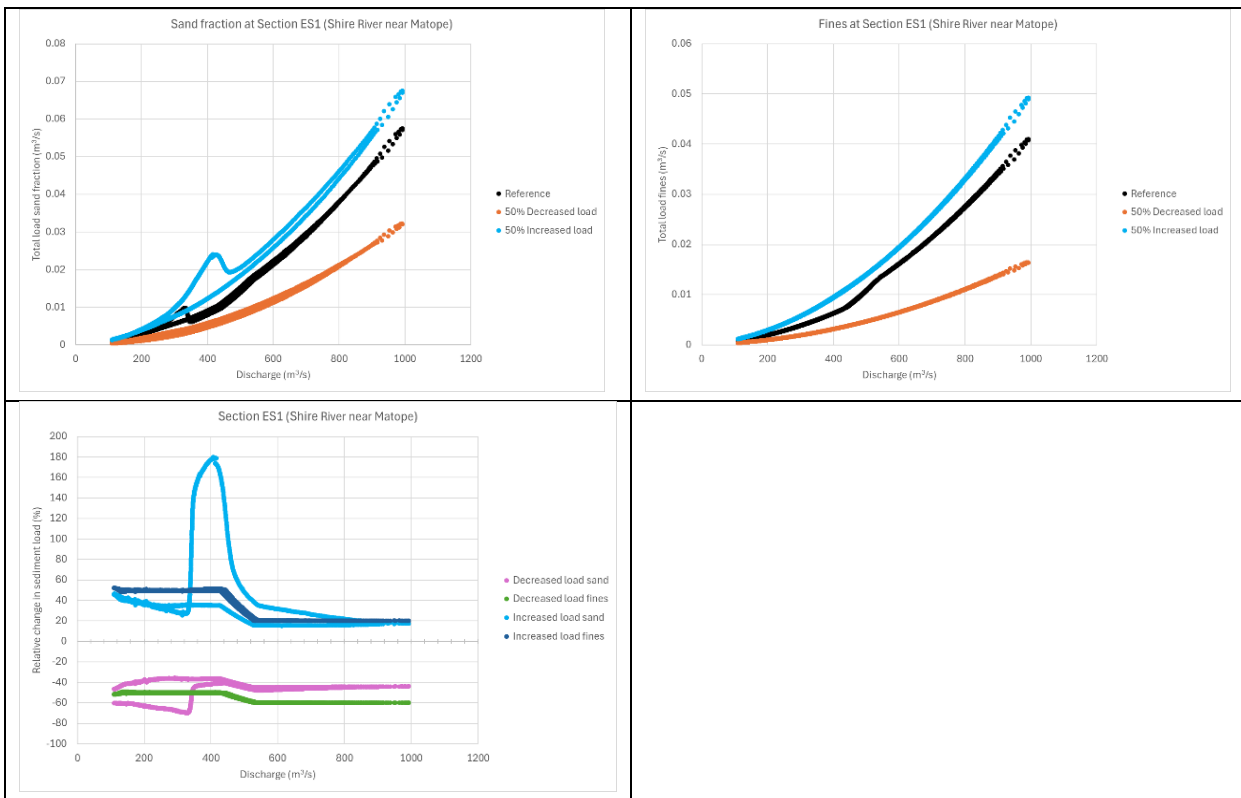 Sand fraction at Section ES1 (Shire River near Matope)
Total load sand fraction (m³/s)
0.08
0.07
0.06
0.05
0.04
0.03
0.02
0.01
0
0 200 400 600 800 1000 1200
Discharge (m³/s)
Reference
50% Decreased load
50% Increased load
Fines at Section ES1 (Shire River near Matope)
Total load fines (m³/s)
0.06
0.05
0.04
0.03
0.02
0.01
0
0 200 400 600 800 1000 1200
Discharge (m³/s)
Reference
50% Decreased load
50% Increased load
Section ES1 (Shire River near Matope)
Relative change in sediment load (%)
200
180
160
140
120
100
80
60
40
20
0
-20
-40
-60
-80
-100
0 200 400 600 800 1000 1200
Discharge (m³/s)
Decreased load sand
Decreased load fines
Increased load sand
Increased load fines